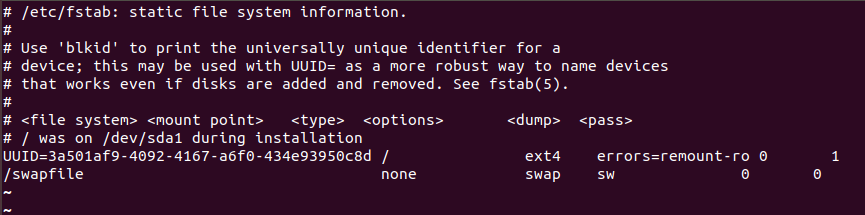 # /etc/fstab: static file system information.
#
# Use 'blkid' to print the universally unique identifier for a
# device; this may be used with UUID= as a more robust way to name devices
# that works even if disks are added and removed. See fstab(5).
#
# <file system> <mount point>   <type>  <options>       <dump>  <pass>
# / was on /dev/sda1 during installation
UUID=3a501af9-4092-4167-a6f0-434e93950c8d /               ext4    errors=remount-ro 0       1
/swapfile                                 none            swap    sw              0       0
~
~